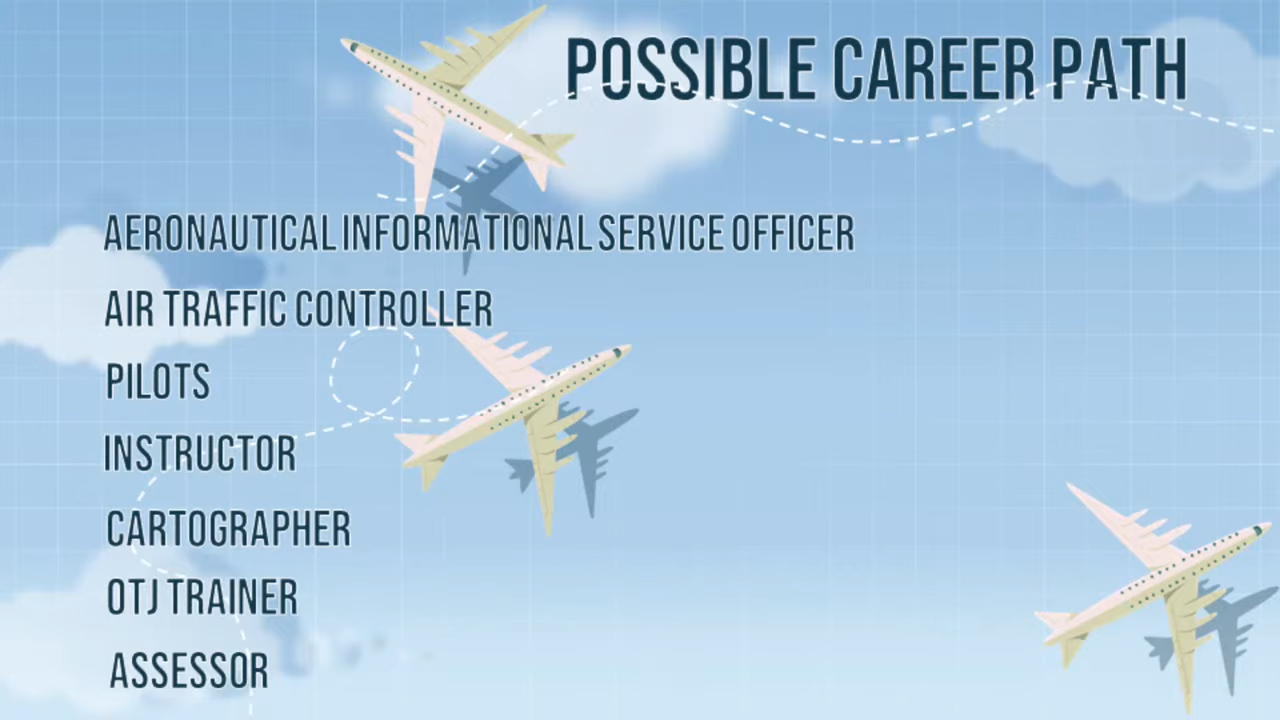 POSSIBLE CAREER PATH
AERONAUTICAL INFORMATIONAL SERVICE OFFICER
AIR TRAFFIC CONTROLLER
PILOTS
INSTRUCTOR
CARTOGRAPHER
OTJ TRAINER
ASSESSOR